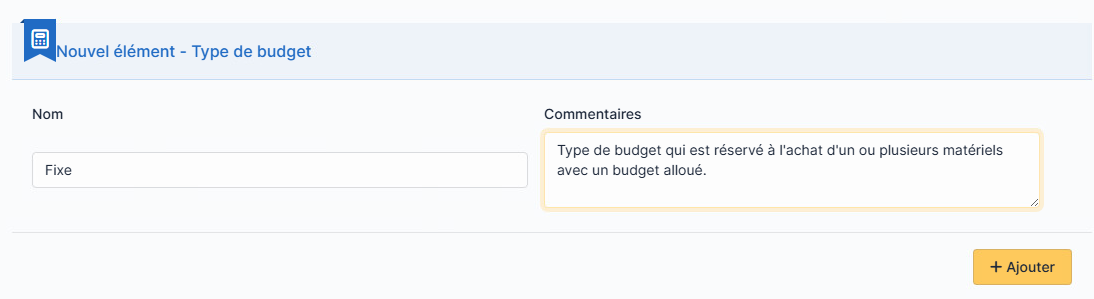 Nouvel élément - Type de budget
Nom
Commentaires
Fixe
Type de budget qui est réservé à l'achat d'un ou plusieurs matériels
avec un budget alloué.
+ Ajouter